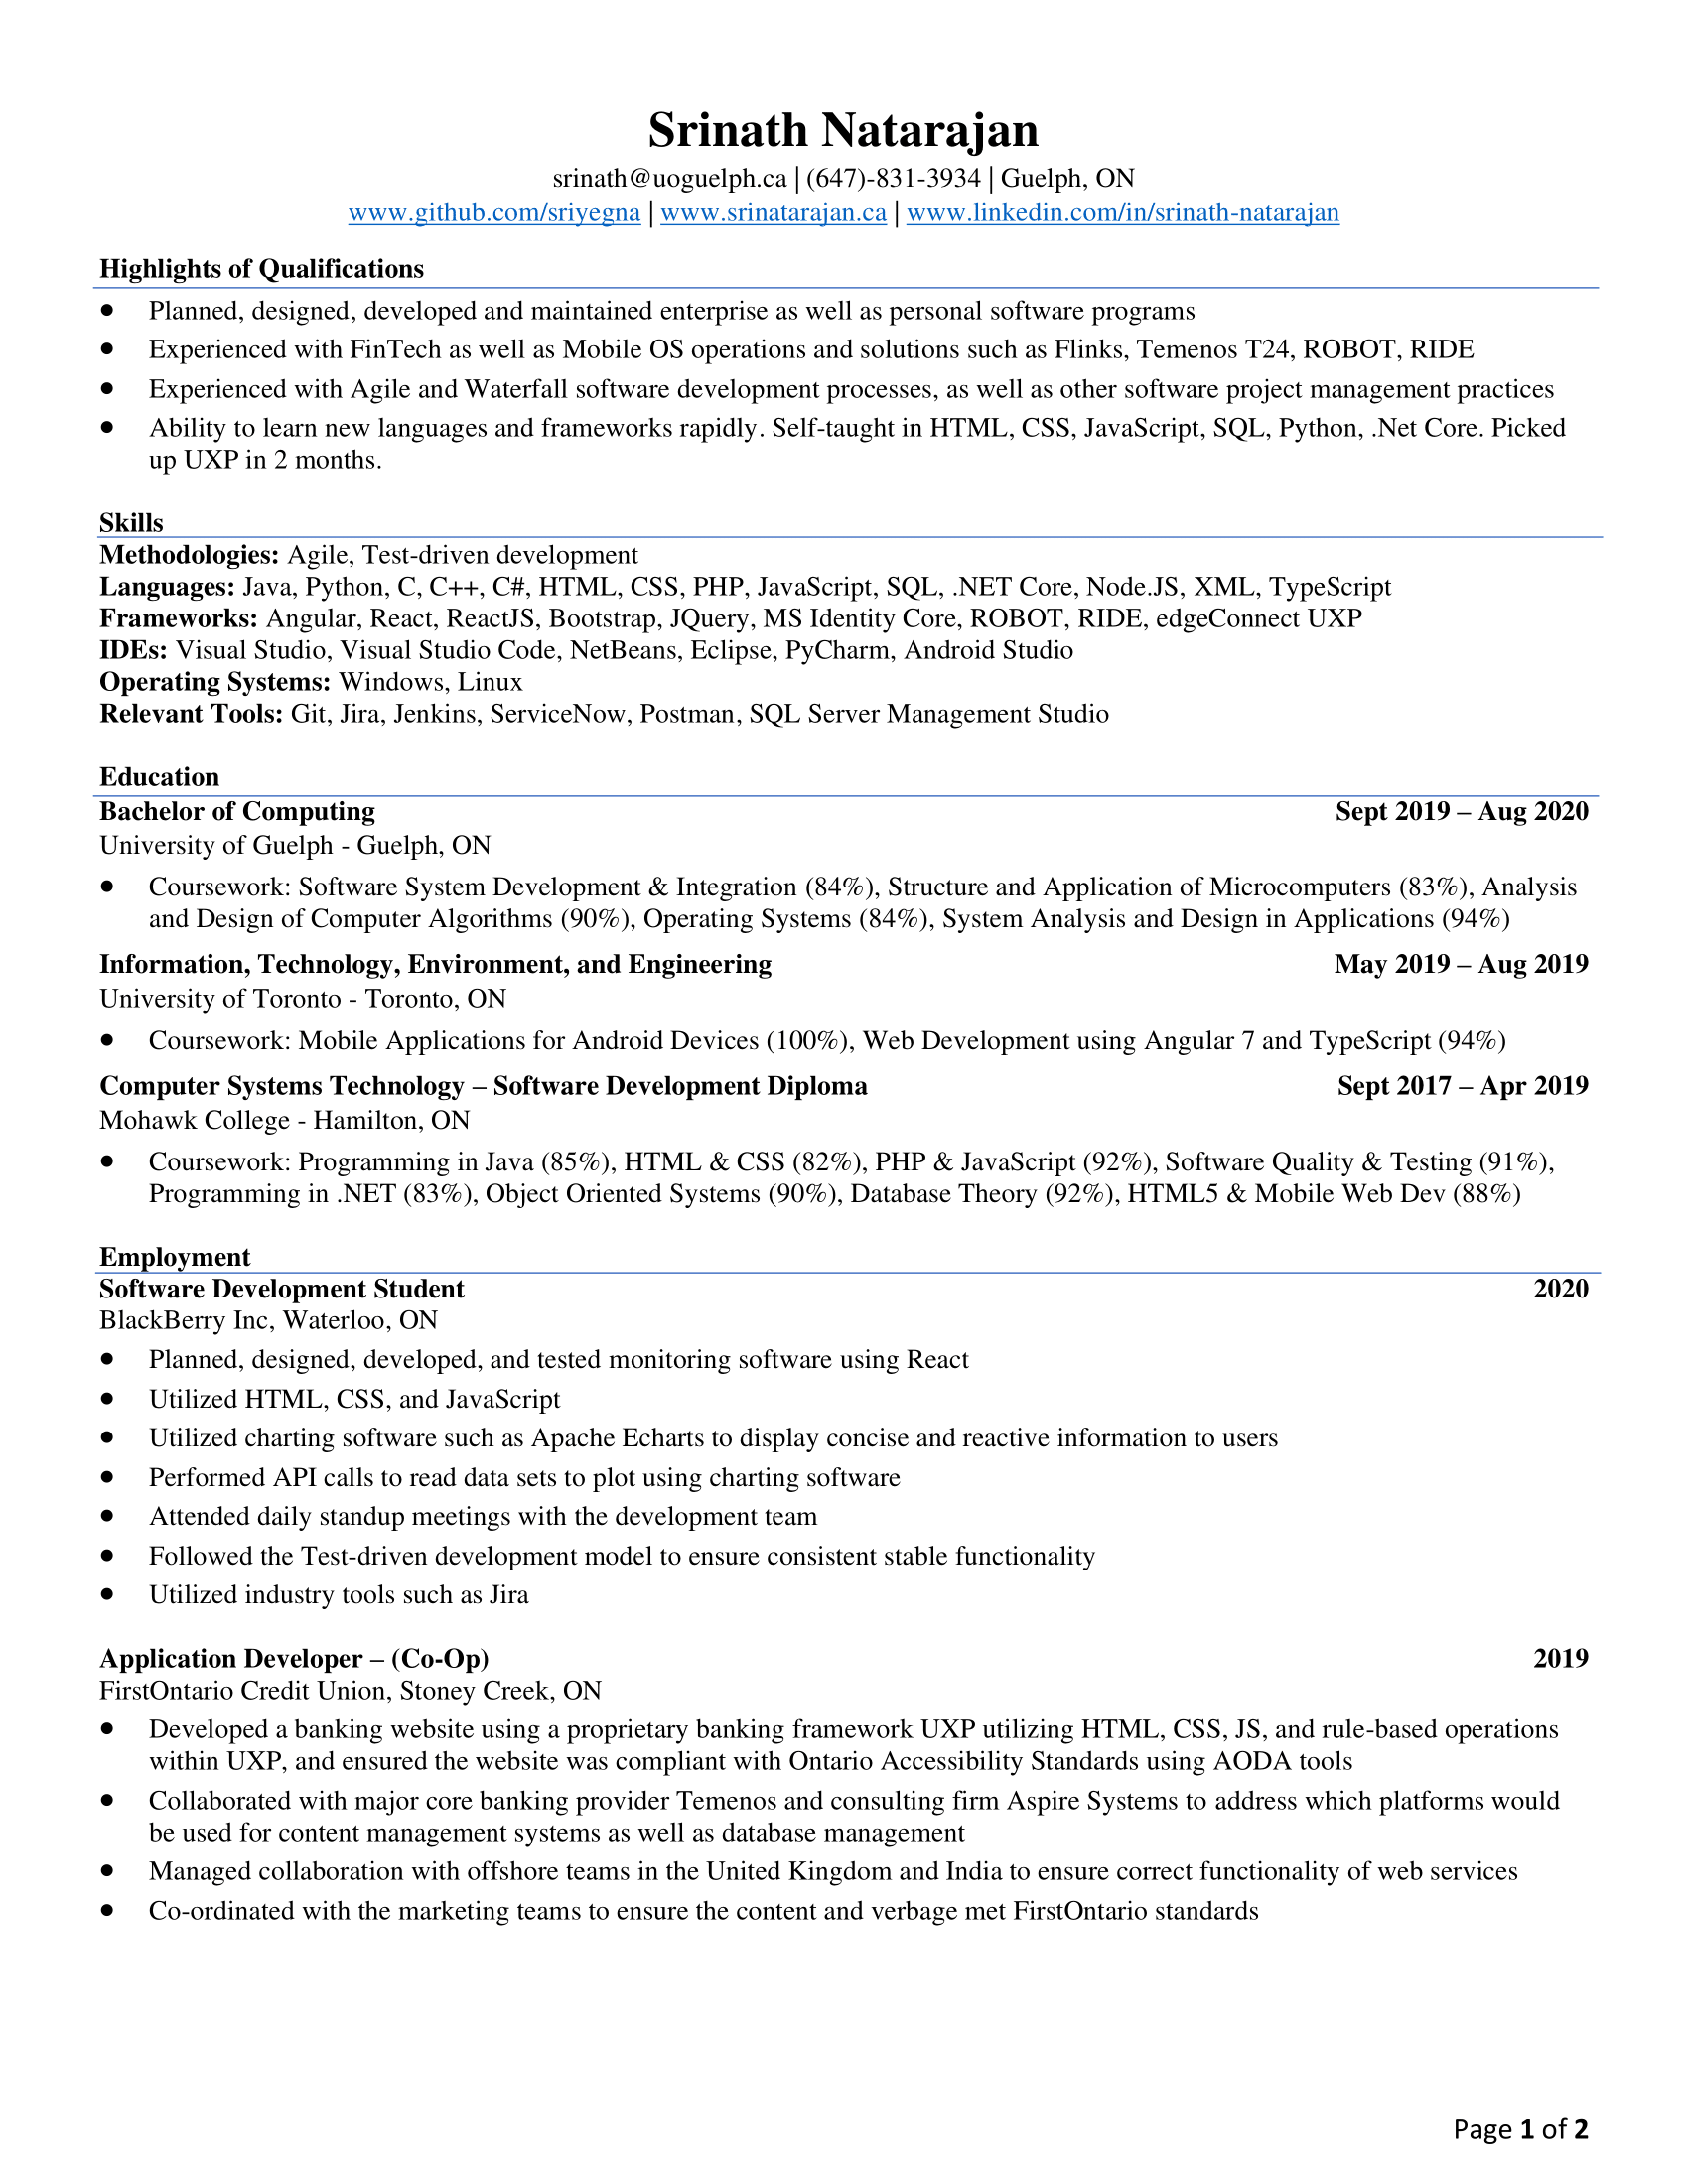 Srinath Natarajan
srinath@uoguelph.ca | (647)-831-3934 | Guelph, ON
www.github.com/sriyegna | www.srinatarajan.ca | www.linkedin.com/in/srinath-natarajan
Highlights of Qualifications
● Planned, designed, developed and maintained enterprise as well as personal software programs
● Experienced with FinTech as well as Mobile OS operations and solutions such as Flinks, Temenos T24, ROBOT, RIDE
● Experienced with Agile and Waterfall software development processes, as well as other software project management practices
● Ability to learn new languages and frameworks rapidly. Self-taught in HTML, CSS, JavaScript, SQL, Python, .Net Core. Picked
up UXP in 2 months.
Skills
Methodologies: Agile, Test-driven development
Languages: Java, Python, C, C++, C#, HTML, CSS, PHP, JavaScript, SQL, .NET Core, Node.JS, XML, TypeScript
Frameworks: Angular, React, ReactJS, Bootstrap, JQuery, MS Identity Core, ROBOT, RIDE, edgeConnect UXP
IDEs: Visual Studio, Visual Studio Code, NetBeans, Eclipse, PyCharm, Android Studio
Operating Systems: Windows, Linux
Relevant Tools: Git, Jira, Jenkins, ServiceNow, Postman, SQL Server Management Studio
Education
Bachelor of Computing Sept 2019 – Aug 2020
University of Guelph - Guelph, ON
● Coursework: Software System Development & Integration (84%), Structure and Application of Microcomputers (83%), Analysis
and Design of Computer Algorithms (90%), Operating Systems (84%), System Analysis and Design in Applications (94%)
Information, Technology, Environment, and Engineering May 2019 – Aug 2019
University of Toronto - Toronto, ON
● Coursework: Mobile Applications for Android Devices (100%), Web Development using Angular 7 and TypeScript (94%)
Computer Systems Technology – Software Development Diploma Sept 2017 – Apr 2019
Mohawk College - Hamilton, ON
● Coursework: Programming in Java (85%), HTML & CSS (82%), PHP & JavaScript (92%), Software Quality & Testing (91%),
Programming in .NET (83%), Object Oriented Systems (90%), Database Theory (92%), HTML5 & Mobile Web Dev (88%)
Employment
Software Development Student 2020
BlackBerry Inc, Waterloo, ON
● Planned, designed, developed, and tested monitoring software using React
● Utilized HTML, CSS, and JavaScript
● Utilized charting software such as Apache Echarts to display concise and reactive information to users
● Performed API calls to read data sets to plot using charting software
● Attended daily standup meetings with the development team
● Followed the Test-driven development model to ensure consistent stable functionality
● Utilized industry tools such as Jira
Application Developer – (Co-Op) 2019
FirstOntario Credit Union, Stoney Creek, ON
● Developed a banking website using a proprietary banking framework UXP utilizing HTML, CSS, JS, and rule-based operations
within UXP, and ensured the website was compliant with Ontario Accessibility Standards using AODA tools
● Collaborated with major core banking provider Temenos and consulting firm Aspire Systems to address which platforms would
be used for content management systems as well as database management
● Managed collaboration with offshore teams in the United Kingdom and India to ensure correct functionality of web services
● Co-ordinated with the marketing teams to ensure the content and verbage met FirstOntario standards
Page 1 of 2